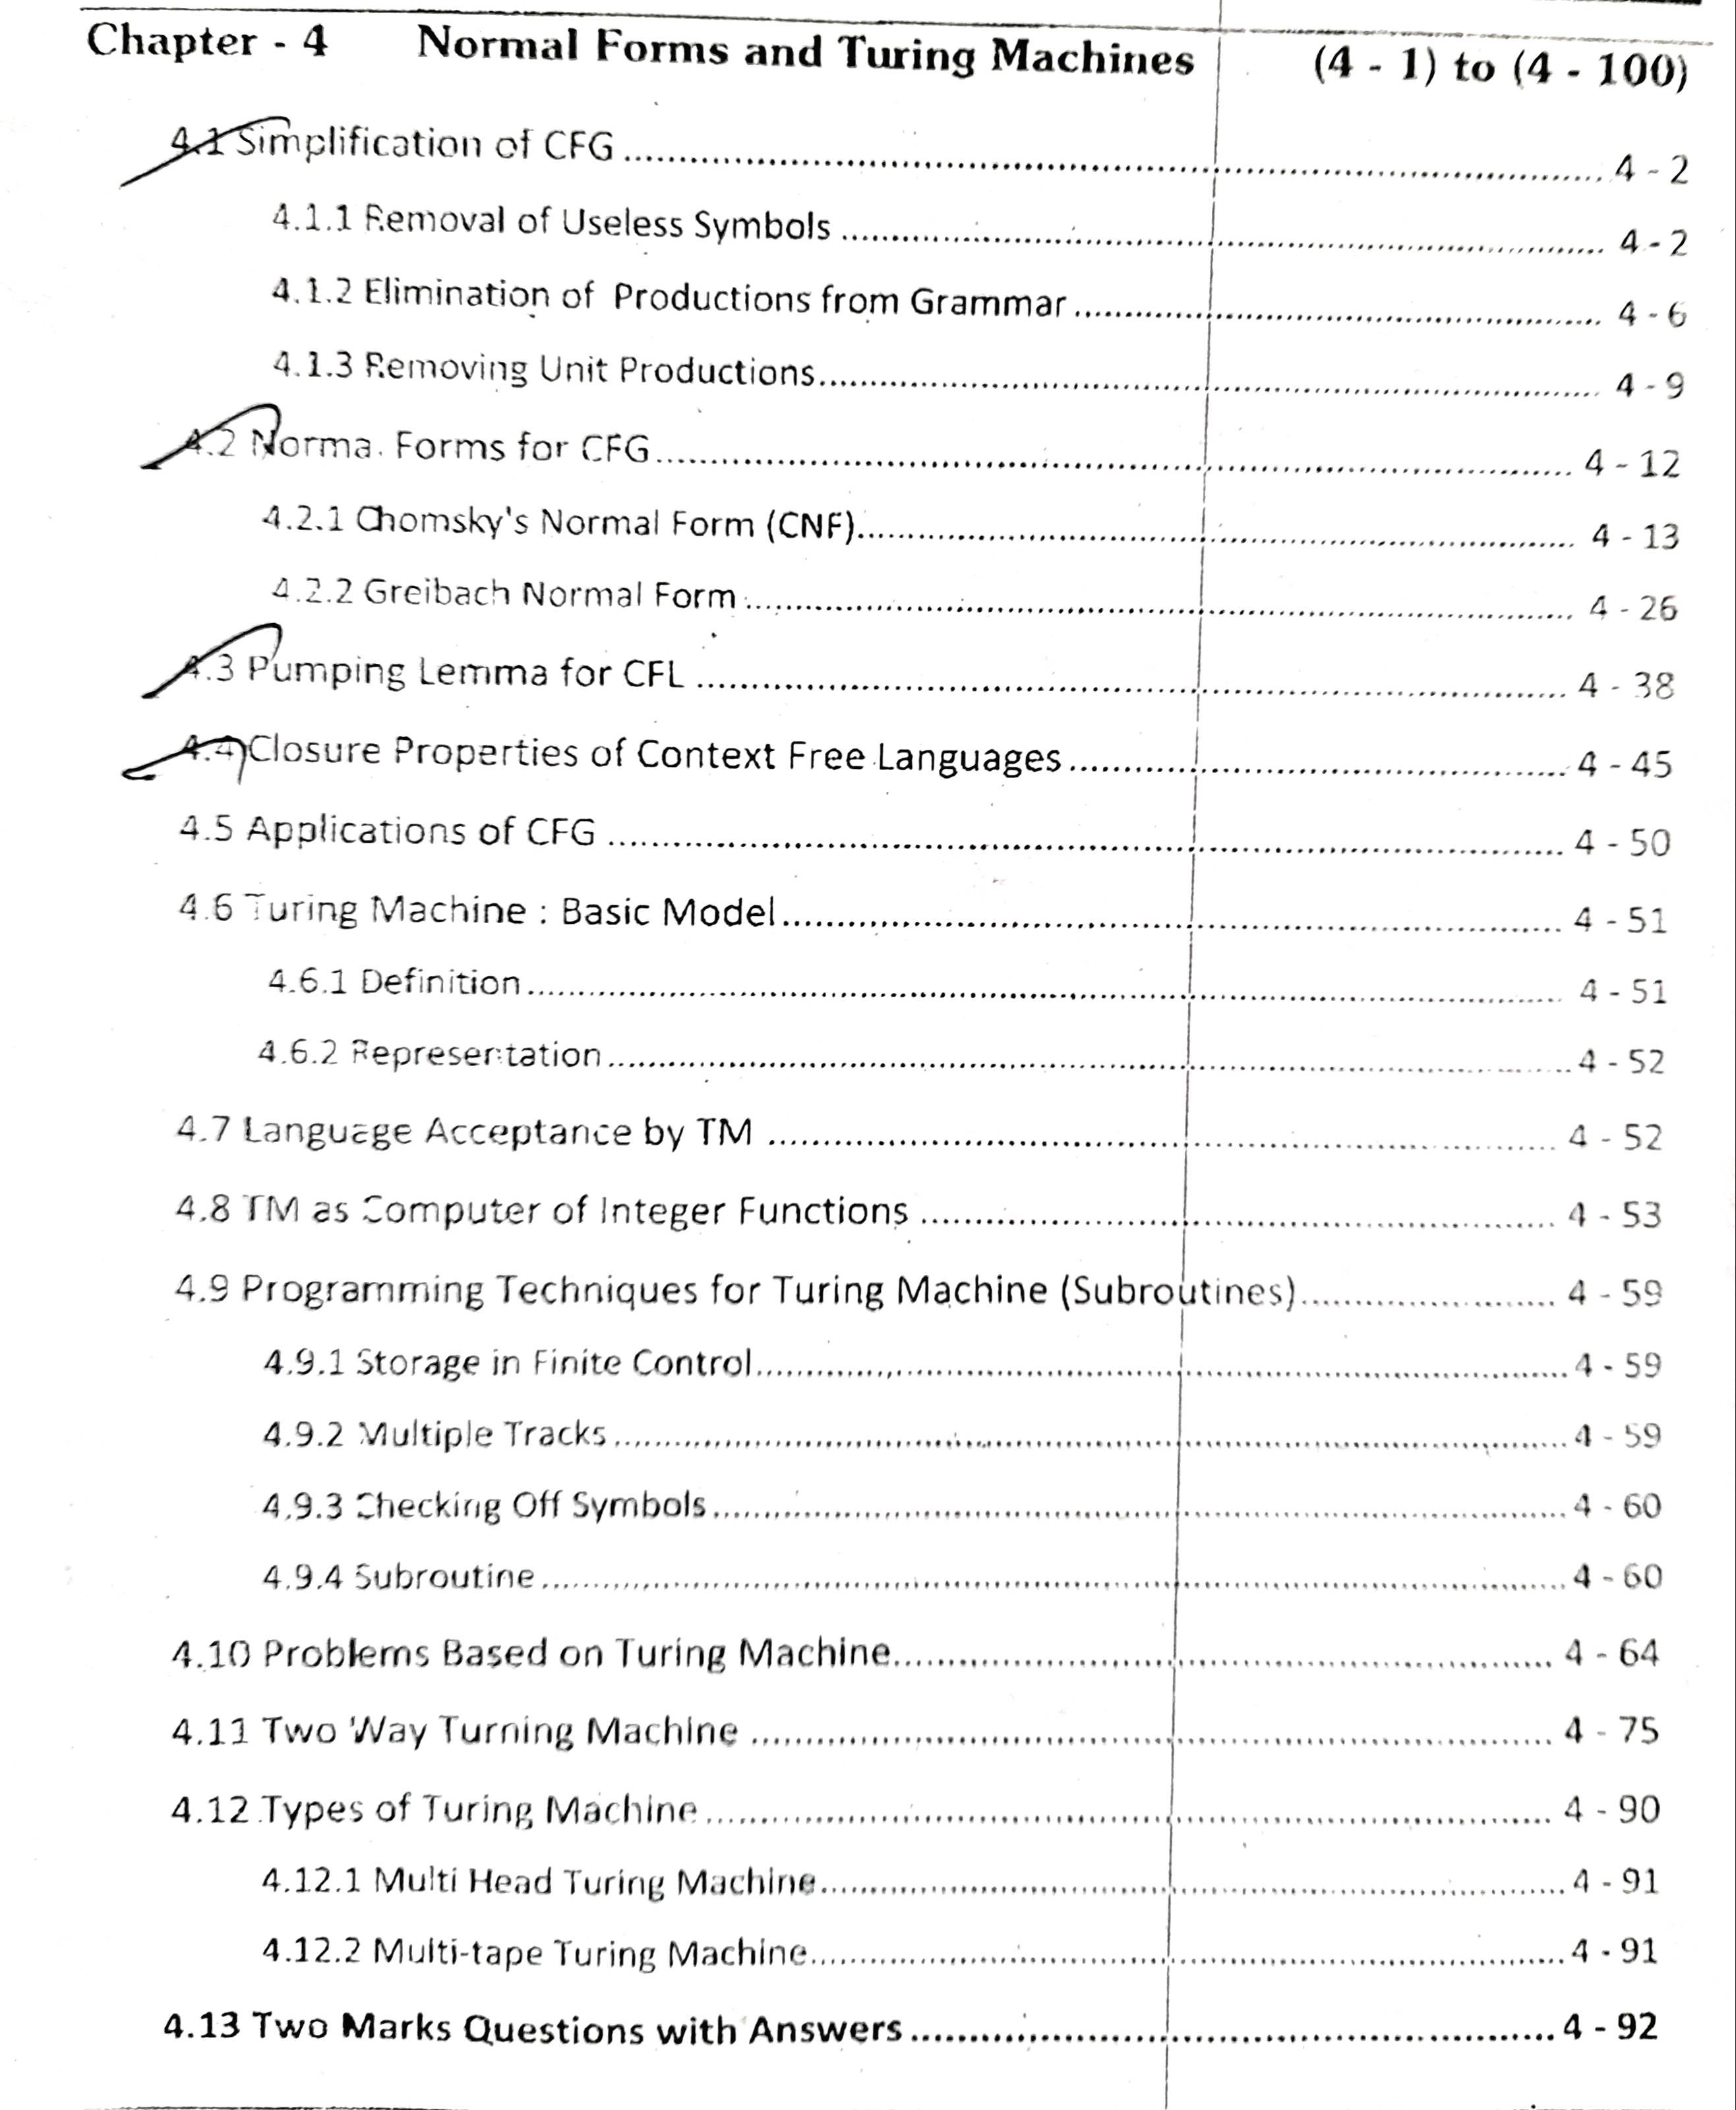 Chapter - 4 Normal Forms and Turing Machines (4 - 1) to (4 - 100)
4.1 Simplification of CFG 4 - 2
4.1.1 Removal of Useless Symbols 4 - 2
4.1.2 Elimination of Productions from Grammar 4 - 6
4.1.3 Removing Unit Productions 4 - 9
4.2 Normal Forms for CFG 4 - 12
4.2.1 Chomsky's Normal Form (CNF) 4 - 13
4.2.2 Greibach Normal Form 4 - 26
4.3 Pumping Lemma for CFL 4 - 38
4.4 Closure Properties of Context Free Languages 4 - 45
4.5 Applications of CFG 4 - 50
4.6 Turing Machine : Basic Model 4 - 51
4.6.1 Definition 4 - 51
4.6.2 Representation 4 - 52
4.7 Language Acceptance by TM 4 - 52
4.8 TM as Computer of Integer Functions 4 - 53
4.9 Programming Techniques for Turing Machine (Subroutines) 4 - 59
4.9.1 Storage in Finite Control 4 - 59
4.9.2 Multiple Tracks 4 - 59
4.9.3 Checking Off Symbols 4 - 60
4.9.4 Subroutine 4 - 60
4.10 Problems Based on Turing Machine 4 - 64
4.11 Two Way Turning Machine 4 - 75
4.12 Types of Turing Machine 4 - 90
4.12.1 Multi Head Turing Machine 4 - 91
4.12.2 Multi-tape Turing Machine 4 - 91
4.13 Two Marks Questions with Answers 4 - 92